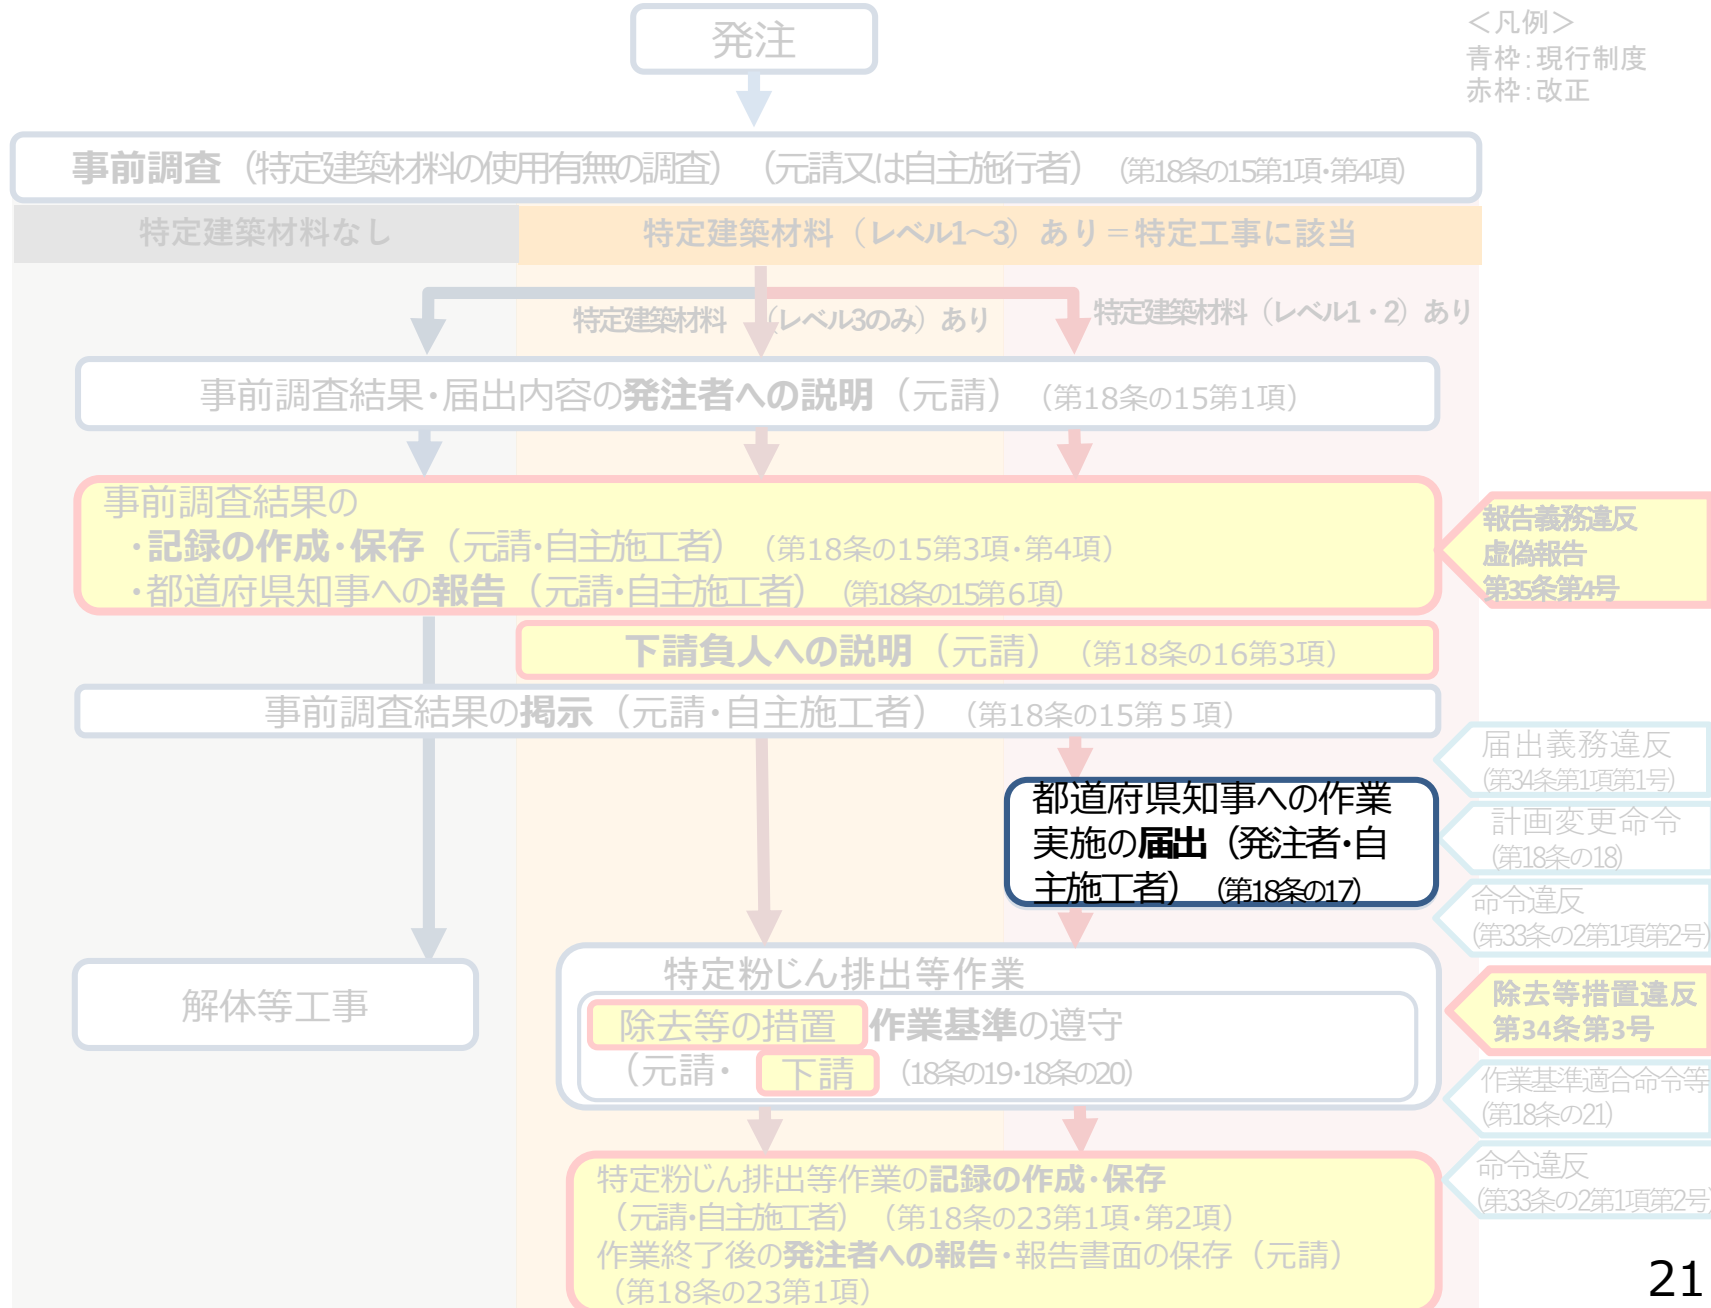 発注
＜凡例＞
青枠：現行制度
赤枠：改正
事前調査（特定建築材料の使用有無の調査）（元請又は自主施行者）（第18条の15第1項・第4項）
特定建築材料なし
特定建築材料（レベル1～3）あり＝特定工事に該当
特定建築材料（レベル3のみ）あり
特定建築材料（レベル1・2）あり
事前調査結果・届出内容の発注者への説明（元請）（第18条の15第1項）
事前調査結果の
・記録の作成・保存（元請・自主施工者）（第18条の15第3項・第4項）
・都道府県知事への報告（元請・自主施工者）（第18条の15第６項）
報告義務違反
虚偽報告
第35条第4号
下請負人への説明（元請）（第18条の16第3項）
事前調査結果の掲示（元請・自主施工者）（第18条の15第５項）
都道府県知事への作業
実施の届出（発注者・自
主施工者）（第18条の17）
届出義務違反
(第34条第1項第1号)
計画変更命令
(第18条の18)
命令違反
(第33条の2第1項第2号)
解体等工事
特定粉じん排出等作業
除去等の措置 作業基準の遵守
（元請・下請（18条の19・18条の20）
除去等措置違反
第34条第3号
作業基準適合命令等
(第18条の21)
命令違反
(第33条の2第1項第2号)
特定粉じん排出等作業の記録の作成・保存
（元請・自主施工者）（第18条の23第1項・第2項）
作業終了後の発注者への報告・報告書面の保存（元請）
（第18条の23第1項）
21